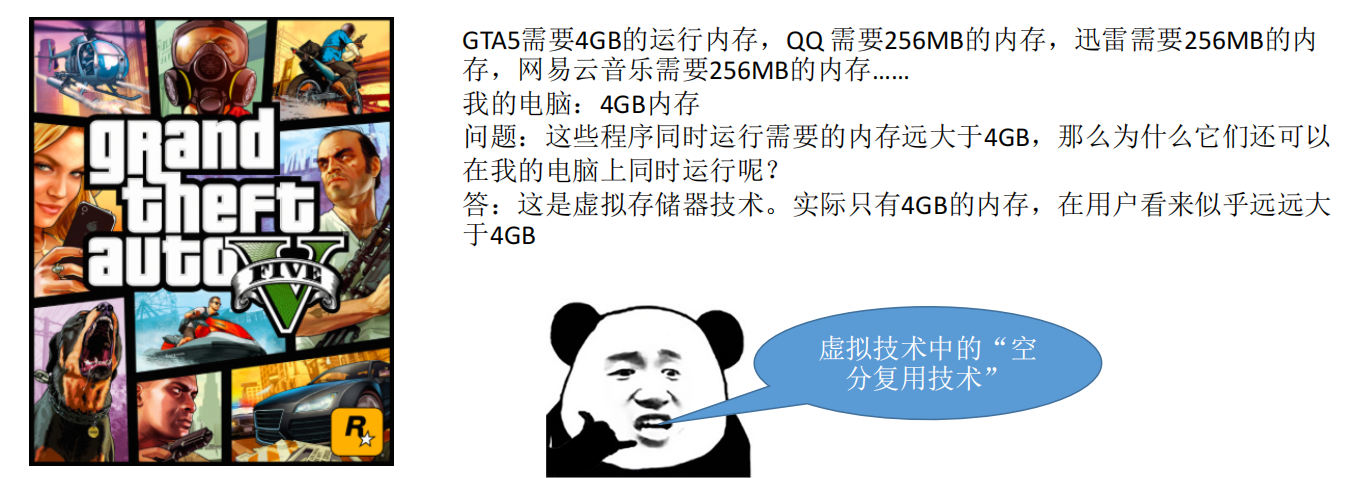 grand
theft
auto
V
FIVE
R
GTA5需要4GB的运行内存，QQ 需要256MB的内存，迅雷需要256MB的内
存，网易云音乐需要256MB的内存……
我的电脑：4GB内存
问题：这些程序同时运行需要的内存远大于4GB，那么为什么它们还可以
在我的电脑上同时运行呢？
答：这是虚拟存储器技术。实际只有4GB的内存，在用户看来似乎远远大
于4GB
虚拟技术中的“空
分复用技术”